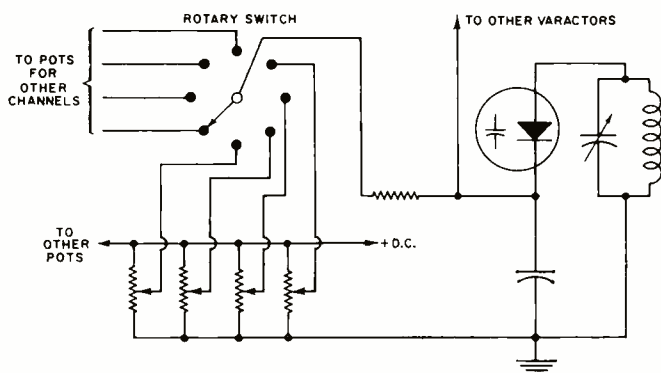 ROTARY SWITCH
TO OTHER VARACTORS
TO POTS
FOR
OTHER
CHANNELS
TO
OTHER
POTS
+ D.C.